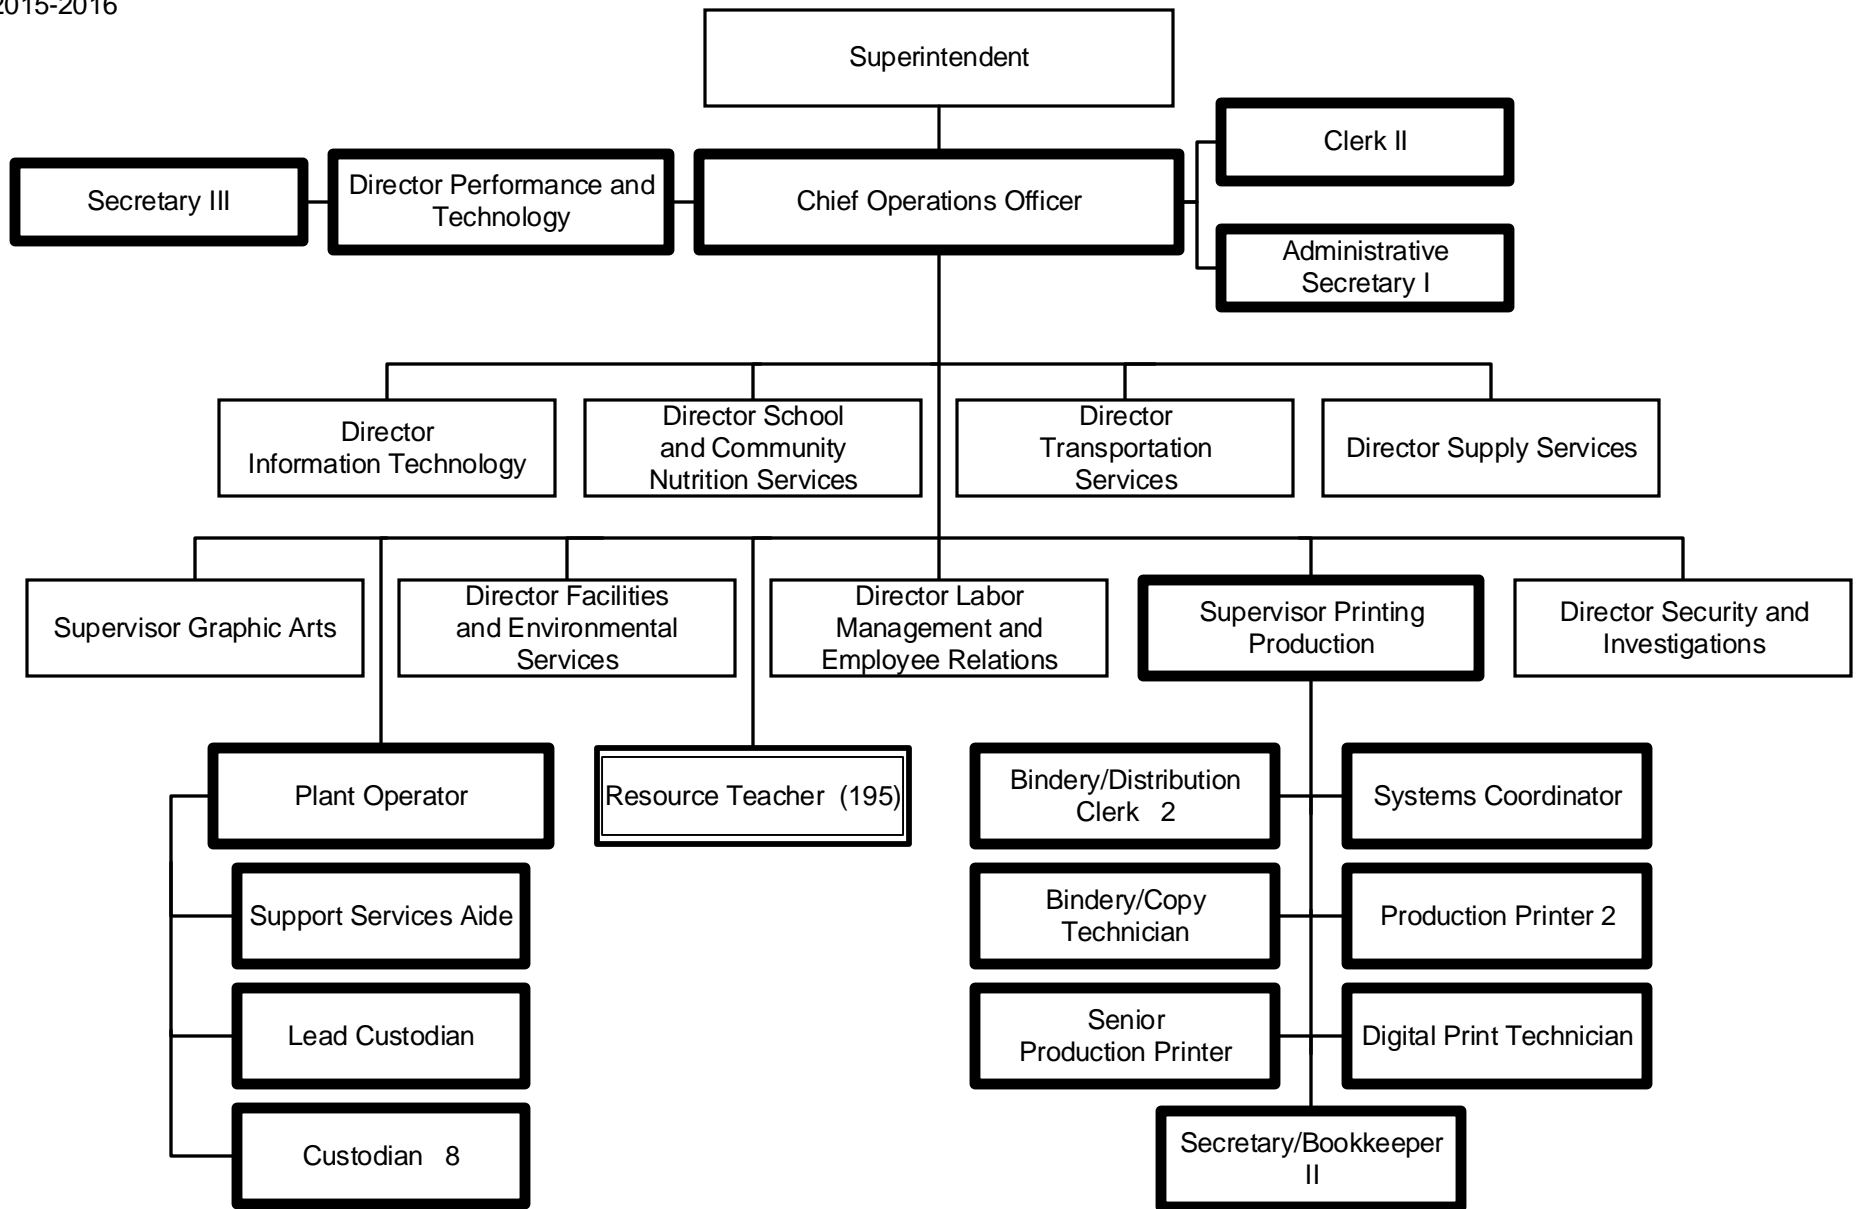 2015-2016
Superintendent
Clerk II
Secretary III
Director Performance and
Technology
Chief Operations Officer
Administrative
Secretary I
Director
Information Technology
Director School
and Community
Nutrition Services
Director
Transportation
Services
Director Supply Services
Supervisor Graphic Arts
Director Facilities
and Environmental
Services
Director Labor
Management and
Employee Relations
Supervisor Printing
Production
Director Security and
Investigations
Plant Operator
Resource Teacher (195)
Bindery/Distribution
Clerk 2
Systems Coordinator
Support Services Aide
Bindery/Copy
Technician
Production Printer 2
Lead Custodian
Senior
Production Printer
Digital Print Technician
Custodian 8
Secretary/Bookkeeper
II